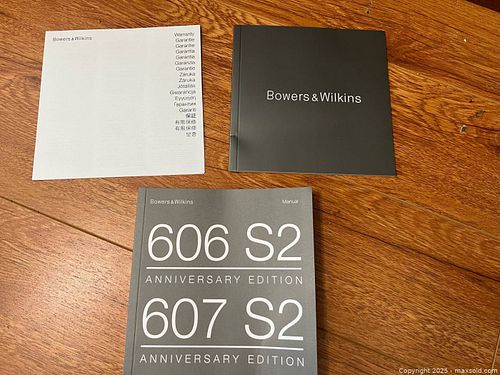 Bowers & Wilkins
Warranty
Garantie
Garantie
Garantia
Garantía
Garanzia
Garantie
Záruka
Záruka
Jótállás
Gwarancja
Εγγύηση
Гарантия
Garanti
保証
有限保修
有限保修
보증
Bowers & Wilkins
Bowers & Wilkins
Manual
606 S2
ANNIVERSARY EDITION
607 S2
ANNIVERSARY EDITION
Copyright 2025 - maxsold.com